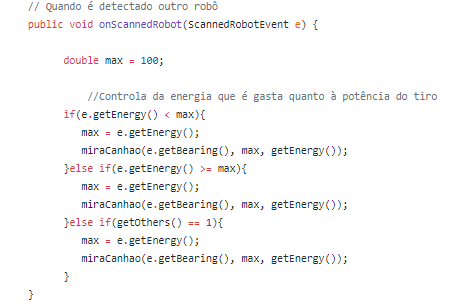 // Quando é detectado outro robô
public void onScannedRobot(ScannedRobotEvent e) {
double max = 100;
//Controla da energia que é gasta quanto à potência do tiro
if(e.getEnergy() < max){
max = e.getEnergy();
miraCanhao(e.getBearing(), max, getEnergy());
}else if(e.getEnergy() >= max){
max = e.getEnergy();
miraCanhao(e.getBearing(), max, getEnergy());
}else if(getOthers() == 1){
max = e.getEnergy();
miraCanhao(e.getBearing(), max, getEnergy());
}
}